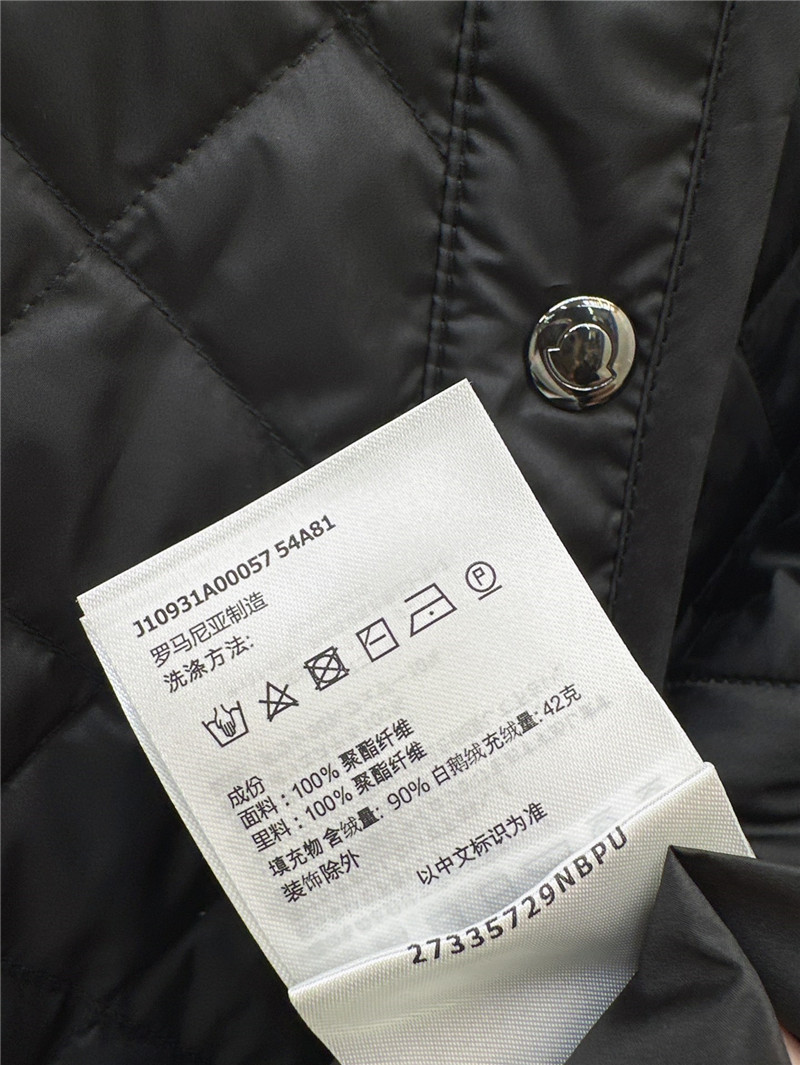 J10931A00057 54A81
罗马尼亚制造
洗涤方法:
P
成份
面料：100% 聚酯纤维
里料：100% 聚酯纤维
填充物 含绒量: 90% 白鹅绒充绒量: 42克
装饰除外
以中文标识为准
27335729NBPU